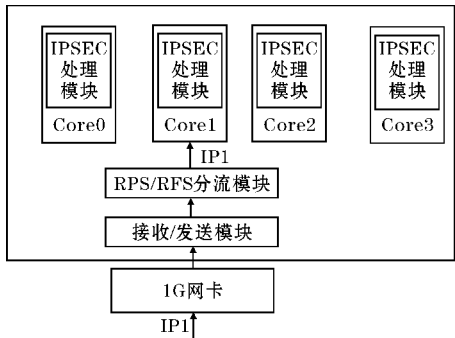 IPSEC
处理
模块
Core0
IPSEC
处理
模块
Core1
IPSEC
处理
模块
Core2
IPSEC
处理
模块
Core3
IP1
RPS/RFS分流模块
接收/发送模块
1G网卡
IP1